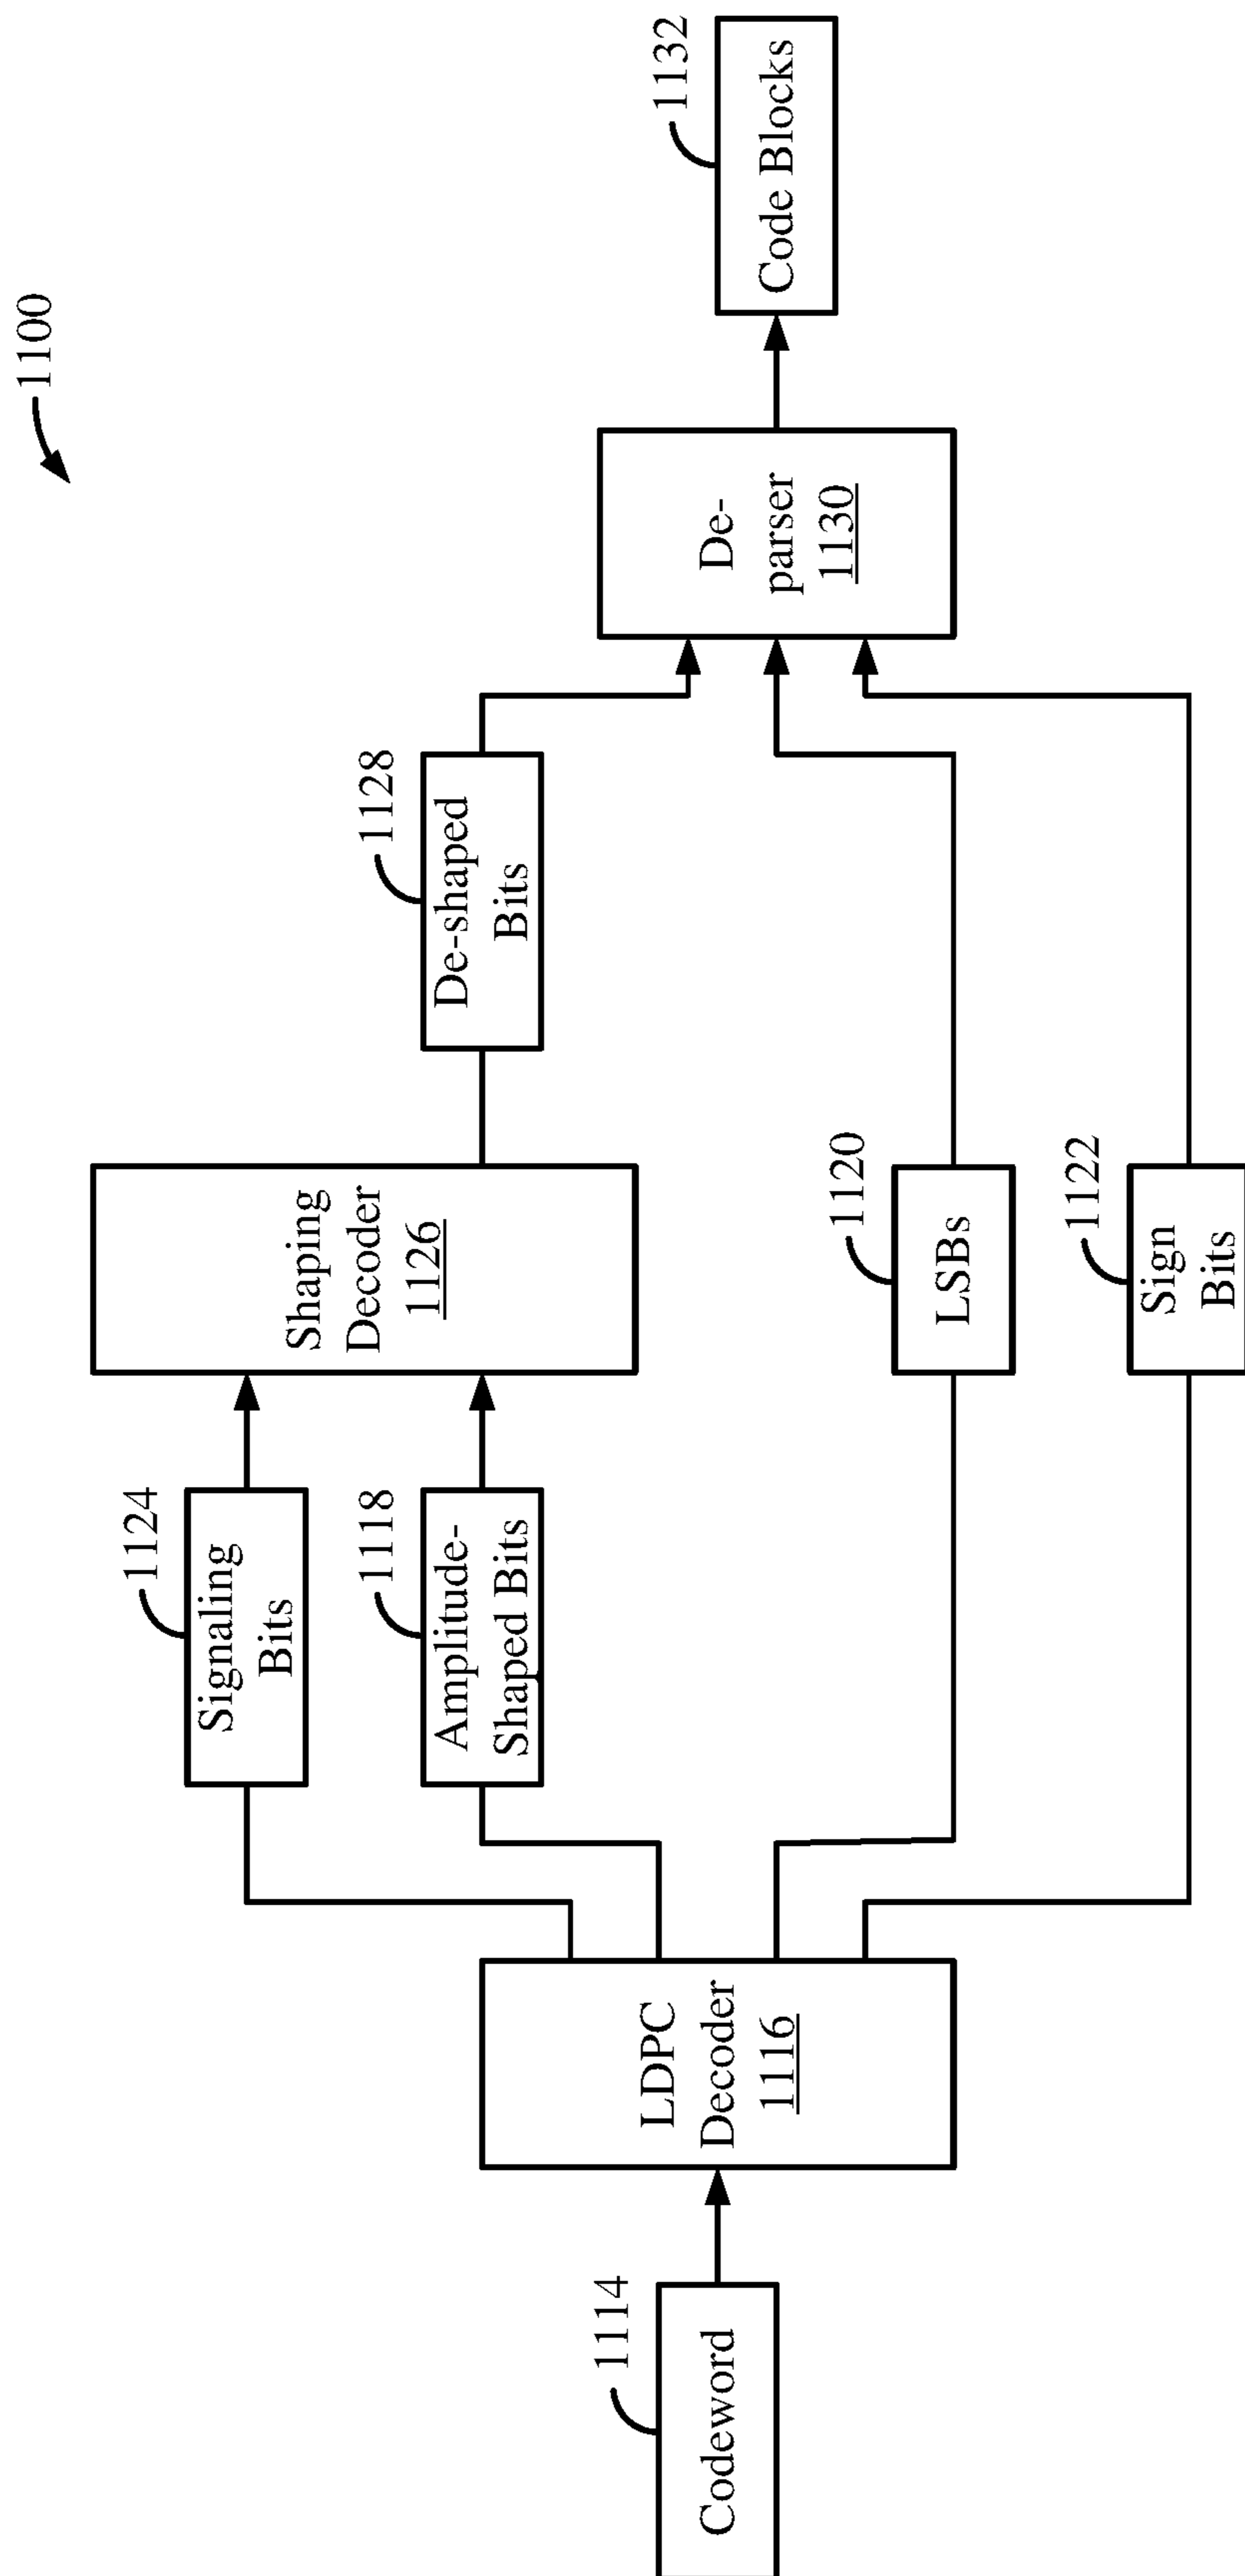 1100
1114
Codeword
LDPC
Decoder
1116
1124
Signaling
Bits
1118
Amplitude-
Shaped Bits
1120
LSBs
1122
Sign
Bits
Shaping
Decoder
1126
1128
De-shaped
Bits
De-
parser
1130
1132
Code Blocks